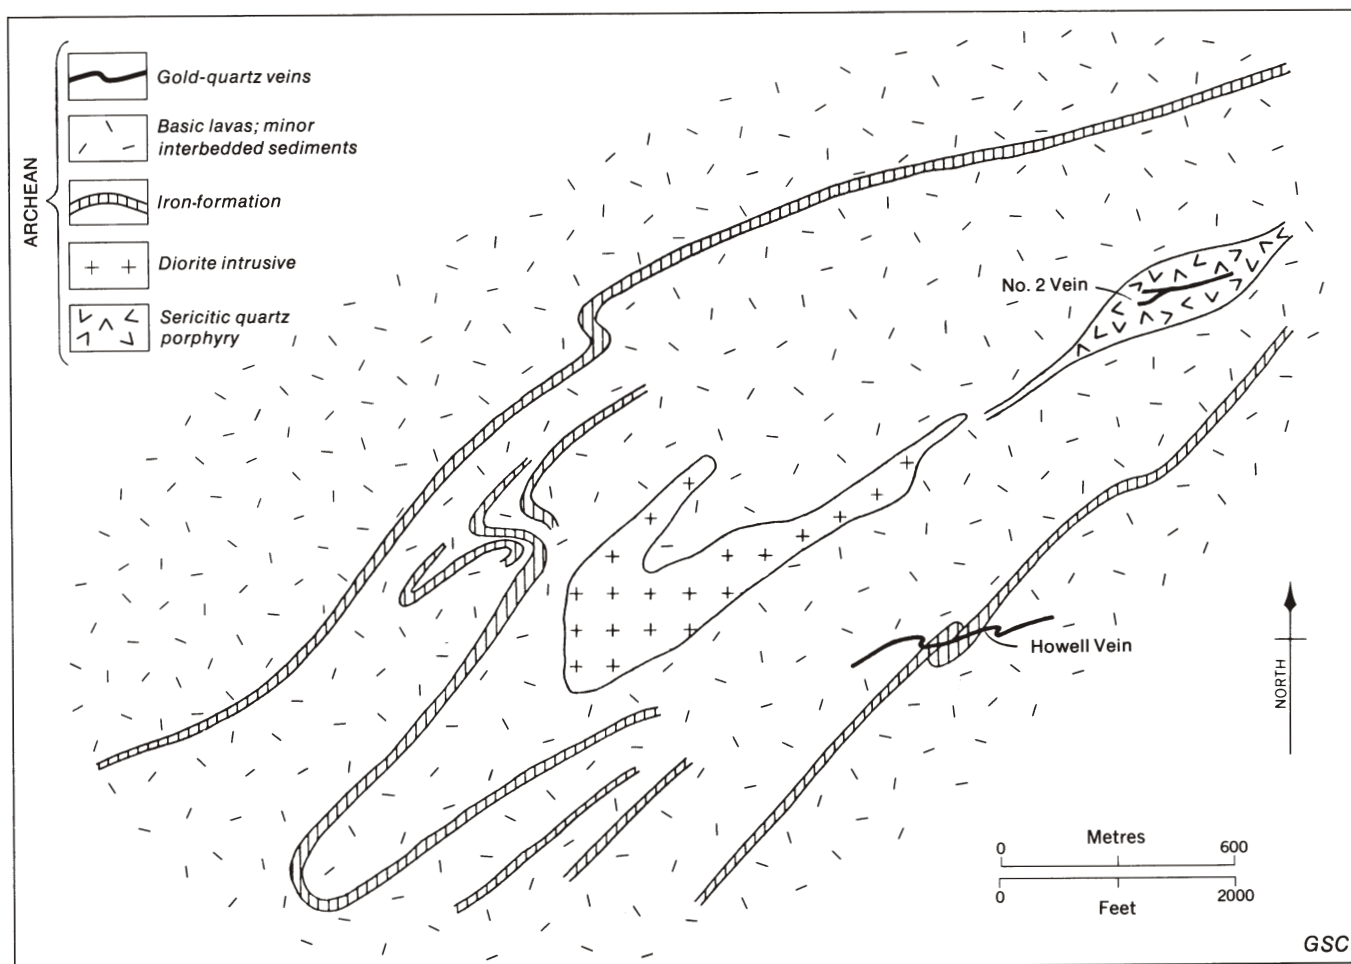 ARCHEAN
Gold-quartz veins
Basic lavas; minor
interbedded sediments
Iron-formation
Diorite intrusive
Sericitic quartz
porphyry
No. 2 Vein
Howell Vein
NORTH
Metres
0 600
0 2000
Feet
GSC